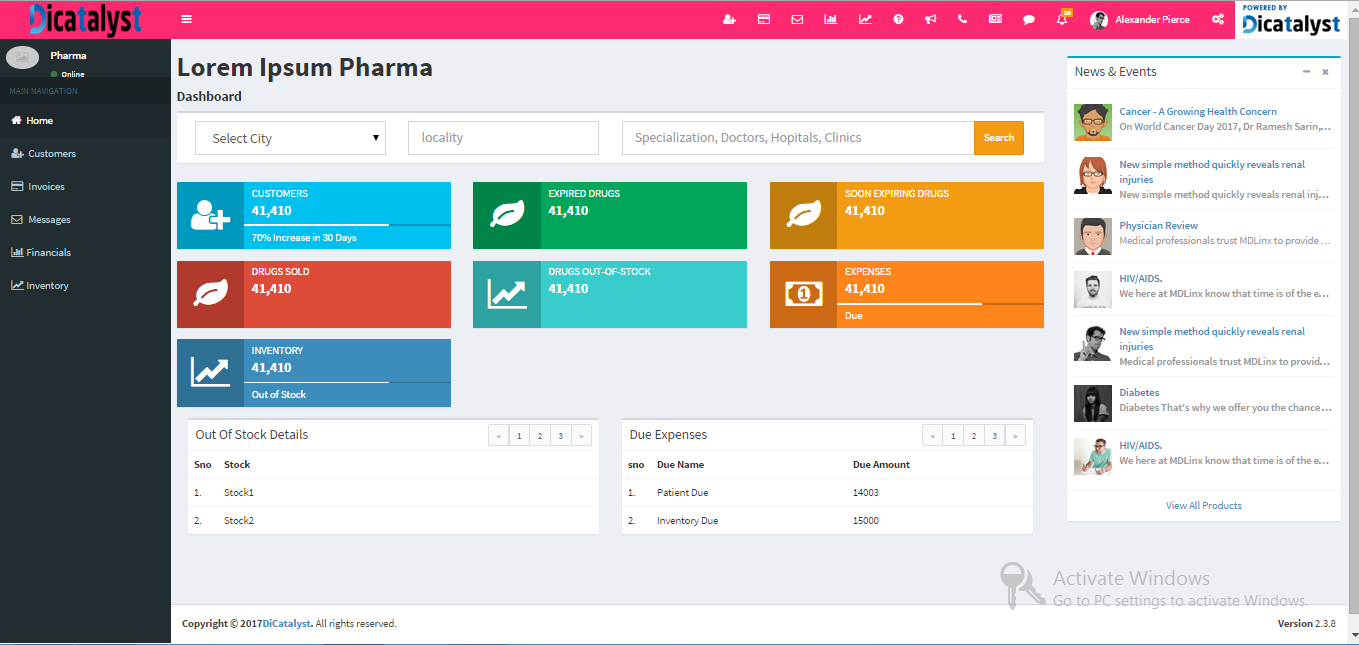 Dicatalyst
10
Alexander Pierce
POWERED BY
Dicatalyst
Pharma
Online
MAIN NAVIGATION
Home
Customers
Invoices
Messages
Financials
Inventory
Lorem Ipsum Pharma
Dashboard
Select City
locality
Specialization, Doctors, Hopitals, Clinics
Search
CUSTOMERS
41,410
70% Increase in 30 Days
EXPIRED DRUGS
41,410
SOON EXPIRING DRUGS
41,410
DRUGS SOLD
41,410
DRUGS OUT-OF-STOCK
41,410
1
EXPENSES
41,410
Due
INVENTORY
41,410
Out of Stock
Out Of Stock Details
« 1 2 3 »
Sno Stock
1. Stock1
2. Stock2
Due Expenses
« 1 2 3 »
sno Due Name Due Amount
1. Patient Due 14003
2. Inventory Due 15000
News & Events
Cancer - A Growing Health Concern
On World Cancer Day 2017, Dr Ramesh Sarin,...
New simple method quickly reveals renal
injuries
New simple method quickly reveals renal inj...
Physician Review
Medical professionals trust MDLinx to provide ...
HIV/AIDS.
We here at MDLinx know that time is of the e...
New simple method quickly reveals renal
injuries
Medical professionals trust MDLinx to provid...
Diabetes
Diabetes That's why we offer you the chance...
HIV/AIDS.
We here at MDLinx know that time is of the e...
View All Products
Activate Windows
Go to PC settings to activate Windows.
Copyright © 2017DiCatalyst. All rights reserved.
Version 2.3.8